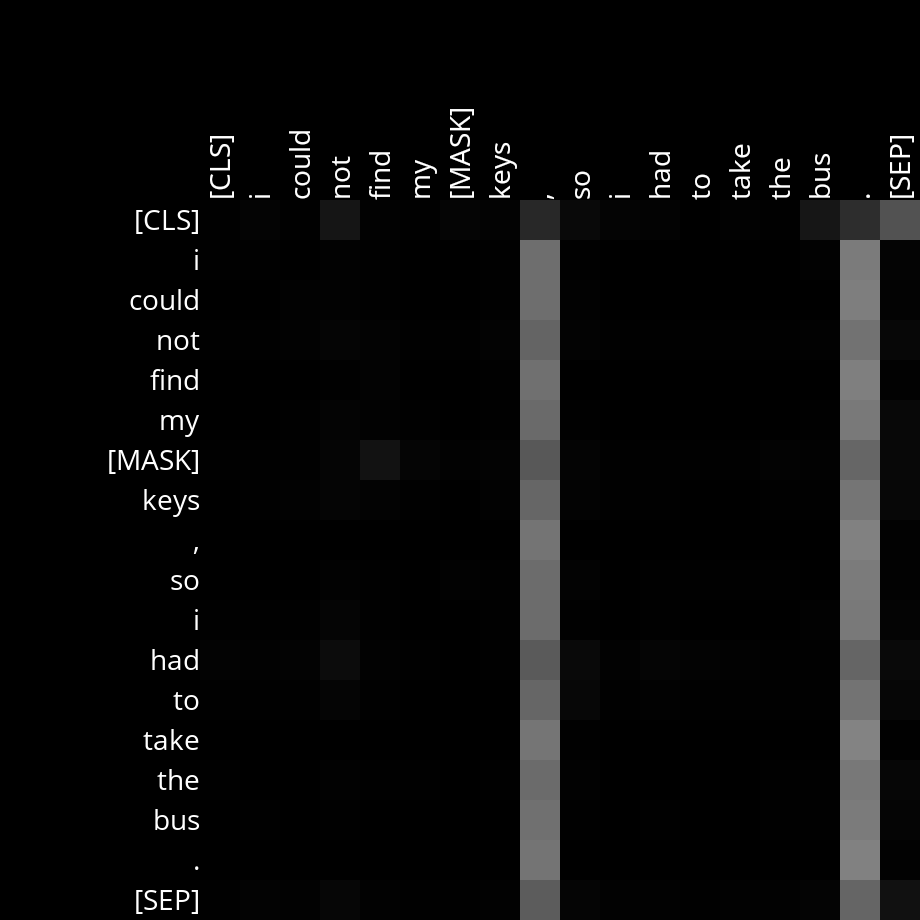 [CLS] i could not find my [MASK] keys , so i had to take the bus . [SEP]
[CLS]
i
could
not
find
my
[MASK]
keys
,
so
i
had
to
take
the
bus
.
[SEP]